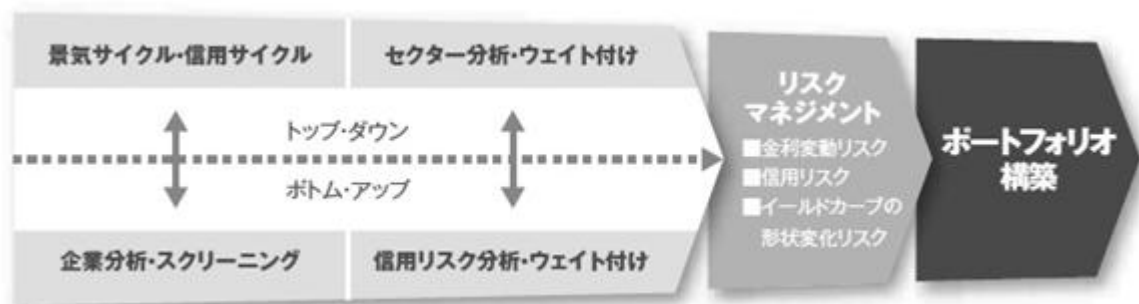 景気サイクル・信用サイクル
セクター分析・ウェイト付け
トップ・ダウン
ボトム・アップ
企業分析・スクリーニング
信用リスク分析・ウェイト付け
リスク
マネジメント
■金利変動リスク
■信用リスク
■イールドカーブの
形状変化リスク
ポートフォリオ
構築